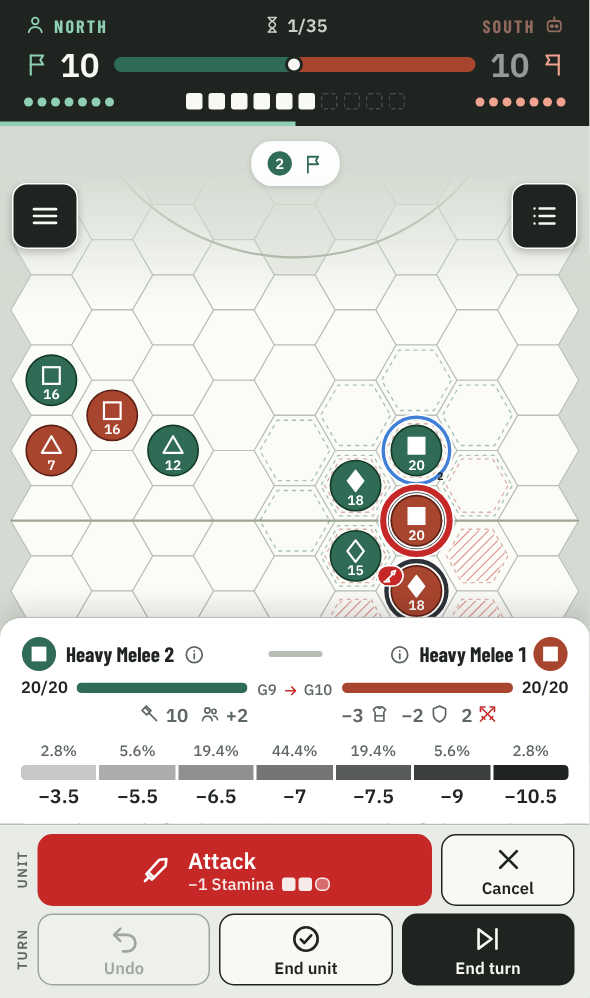 NORTH 1/35 SOUTH
10 10
2
16
16
7 12
20
2
18
20
15
18
Heavy Melee 2 Heavy Melee 1
20/20 G9 → G10 20/20
10 +2 −3 −2 2
2.8% 5.6% 19.4% 44.4% 19.4% 5.6% 2.8%
−3.5 −5.5 −6.5 −7 −7.5 −9 −10.5
UNIT
Attack
−1 Stamina
Cancel
TURN
Undo End unit End turn